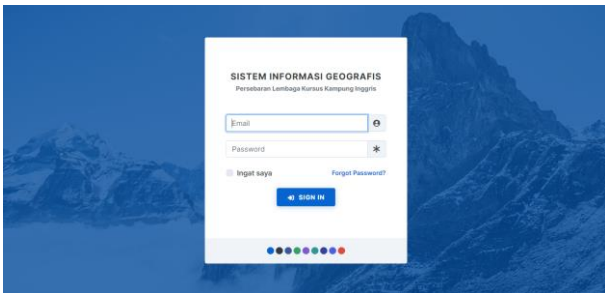 SISTEM INFORMASI GEOGRAFIS
Persebaran Lembaga Kursus Kampung Inggris
Email
Password
Ingat saya Forgot Password?
SIGN IN